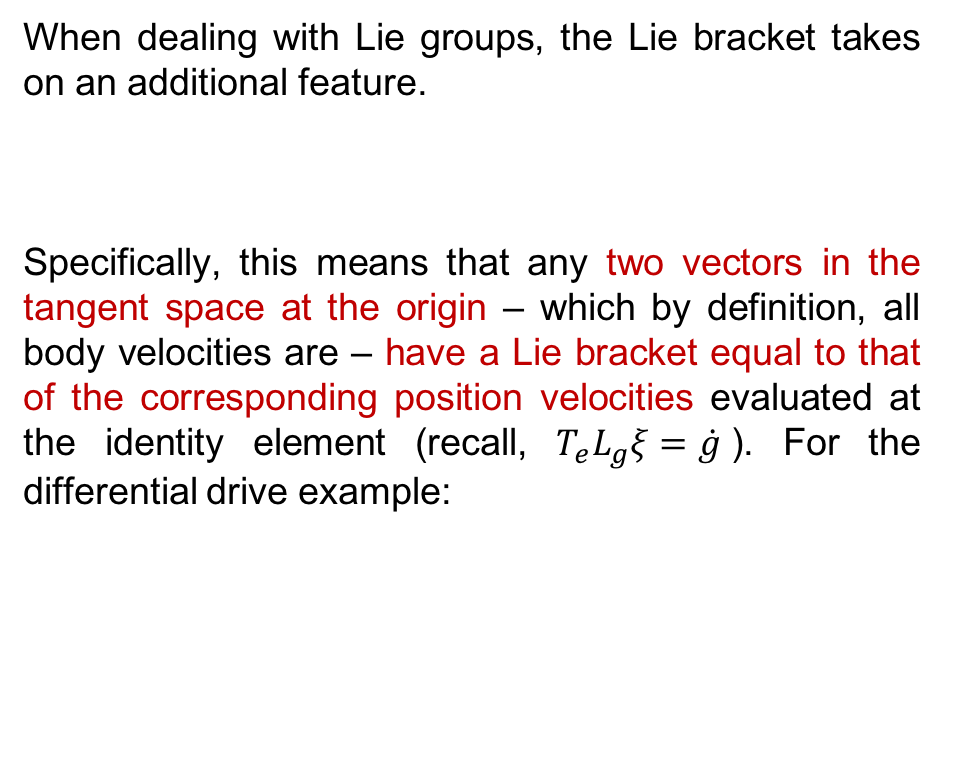 When dealing with Lie groups, the Lie bracket takes
on an additional feature.
Specifically, this means that any two vectors in the
tangent space at the origin – which by definition, all
body velocities are – have a Lie bracket equal to that
of the corresponding position velocities evaluated at
the identity element (recall, $T_eL_g\xi = \dot{g}$ ). For the
differential drive example: